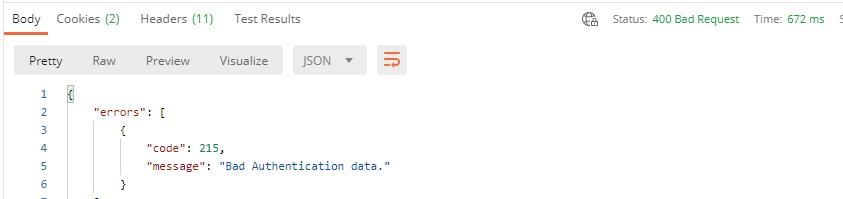 Body Cookies (2) Headers (11) Test Results Status: 400 Bad Request Time: 672 ms
Pretty Raw Preview Visualize JSON
1 {
2 "errors": [
3 {
4 "code": 215,
5 "message": "Bad Authentication data."
6 }